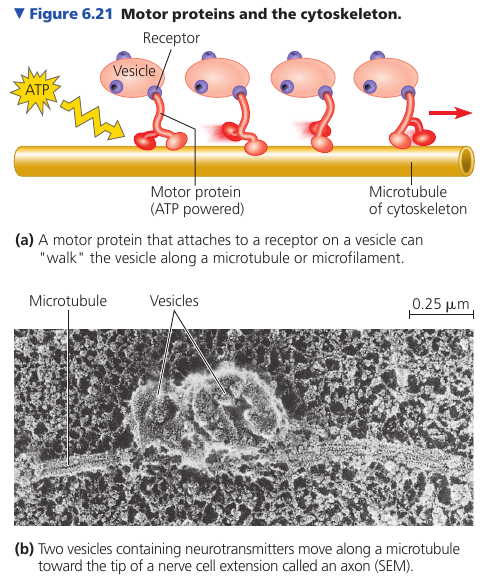 ▼ Figure 6.21 Motor proteins and the cytoskeleton.
Receptor
Vesicle
ATP
Motor protein
(ATP powered)
Microtubule
of cytoskeleton
(a) A motor protein that attaches to a receptor on a vesicle can
"walk" the vesicle along a microtubule or microfilament.
Microtubule
Vesicles
0.25 μm
(b) Two vesicles containing neurotransmitters move along a microtubule
toward the tip of a nerve cell extension called an axon (SEM).